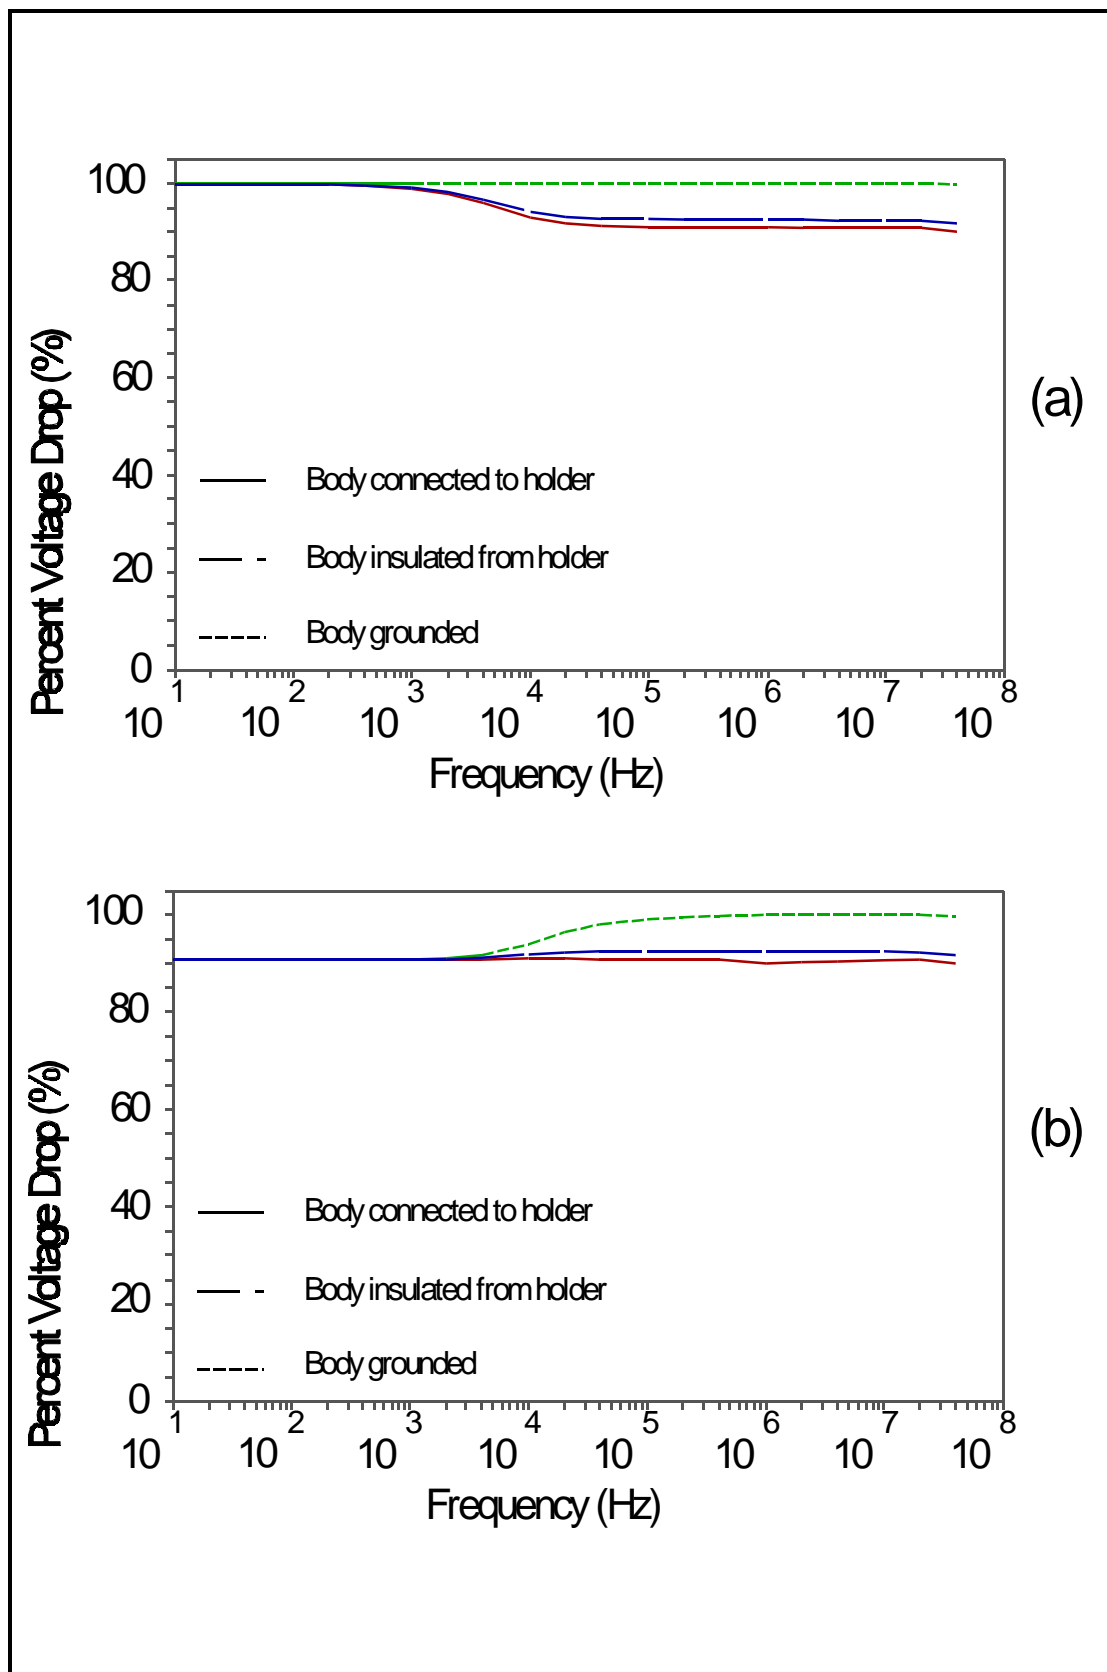 100
80
60
40
20
0
Percent Voltage Drop (%)
Body connected to holder
Body insulated from holder
Body grounded
(a)
10^1 10^2 10^3 10^4 10^5 10^6 10^7 10^8
Frequency (Hz)
100
80
60
40
20
0
Percent Voltage Drop (%)
Body connected to holder
Body insulated from holder
Body grounded
(b)
10^1 10^2 10^3 10^4 10^5 10^6 10^7 10^8
Frequency (Hz)